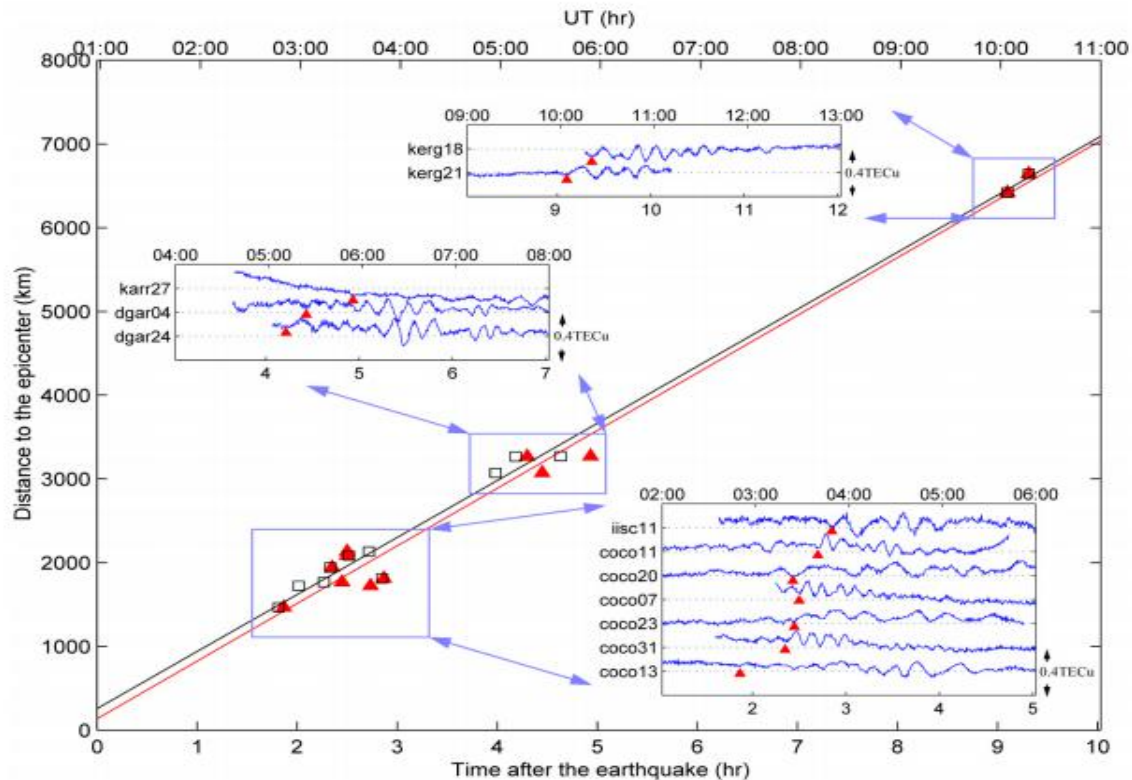 UT (hr)
01:00 02:00 03:00 04:00 05:00 06:00 07:00 08:00 09:00 10:00 11:00
8000
7000
6000
5000
4000
3000
2000
1000
0
Distance to the epicenter (km)
09:00 10:00 11:00 12:00 13:00
kerg18
kerg21
0.4TECu
9 10 11 12
04:00 05:00 06:00 07:00 08:00
karr27
dgar04
dgar24
0.4TECu
4 5 6 7
02:00 03:00 04:00 05:00 06:00
iisc11
coco11
coco20
coco07
coco23
coco31
coco13
0.4TECu
2 3 4 5
0 1 2 3 4 5 6 7 8 9 10
Time after the earthquake (hr)